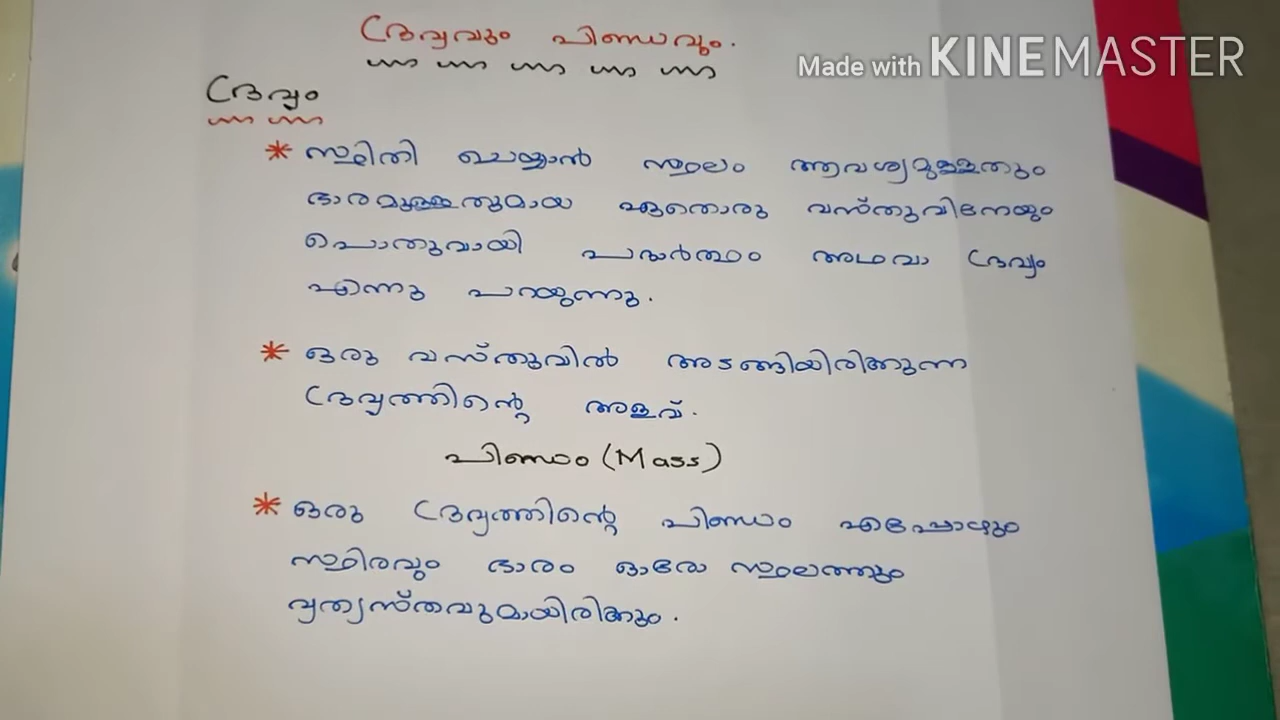 ദ്രവ്യവും പിണ്ഡവും.
Made with KINEMASTER
ദ്രവ്യം
* സ്ഥിതി ചെയ്യാൻ സ്ഥലം ആവശ്യമുള്ളതും
ഭാരമുള്ളതുമായ ഏതൊരു വസ്തുവിനേയും
പൊതുവായി പദാർത്ഥം അഥവാ ദ്രവ്യം
എന്നു പറയുന്നു.
* ഒരു വസ്തുവിൽ അടങ്ങിയിരിക്കുന്ന
ദ്രവ്യത്തിന്റെ അളവ്.
പിണ്ഡം (Mass)
* ഒരു ദ്രവ്യത്തിന്റെ പിണ്ഡം എപ്പോഴും
സ്ഥിരവും ഭാരം ഓരോ സ്ഥലത്തും
വ്യത്യസ്തവുമായിരിക്കും.